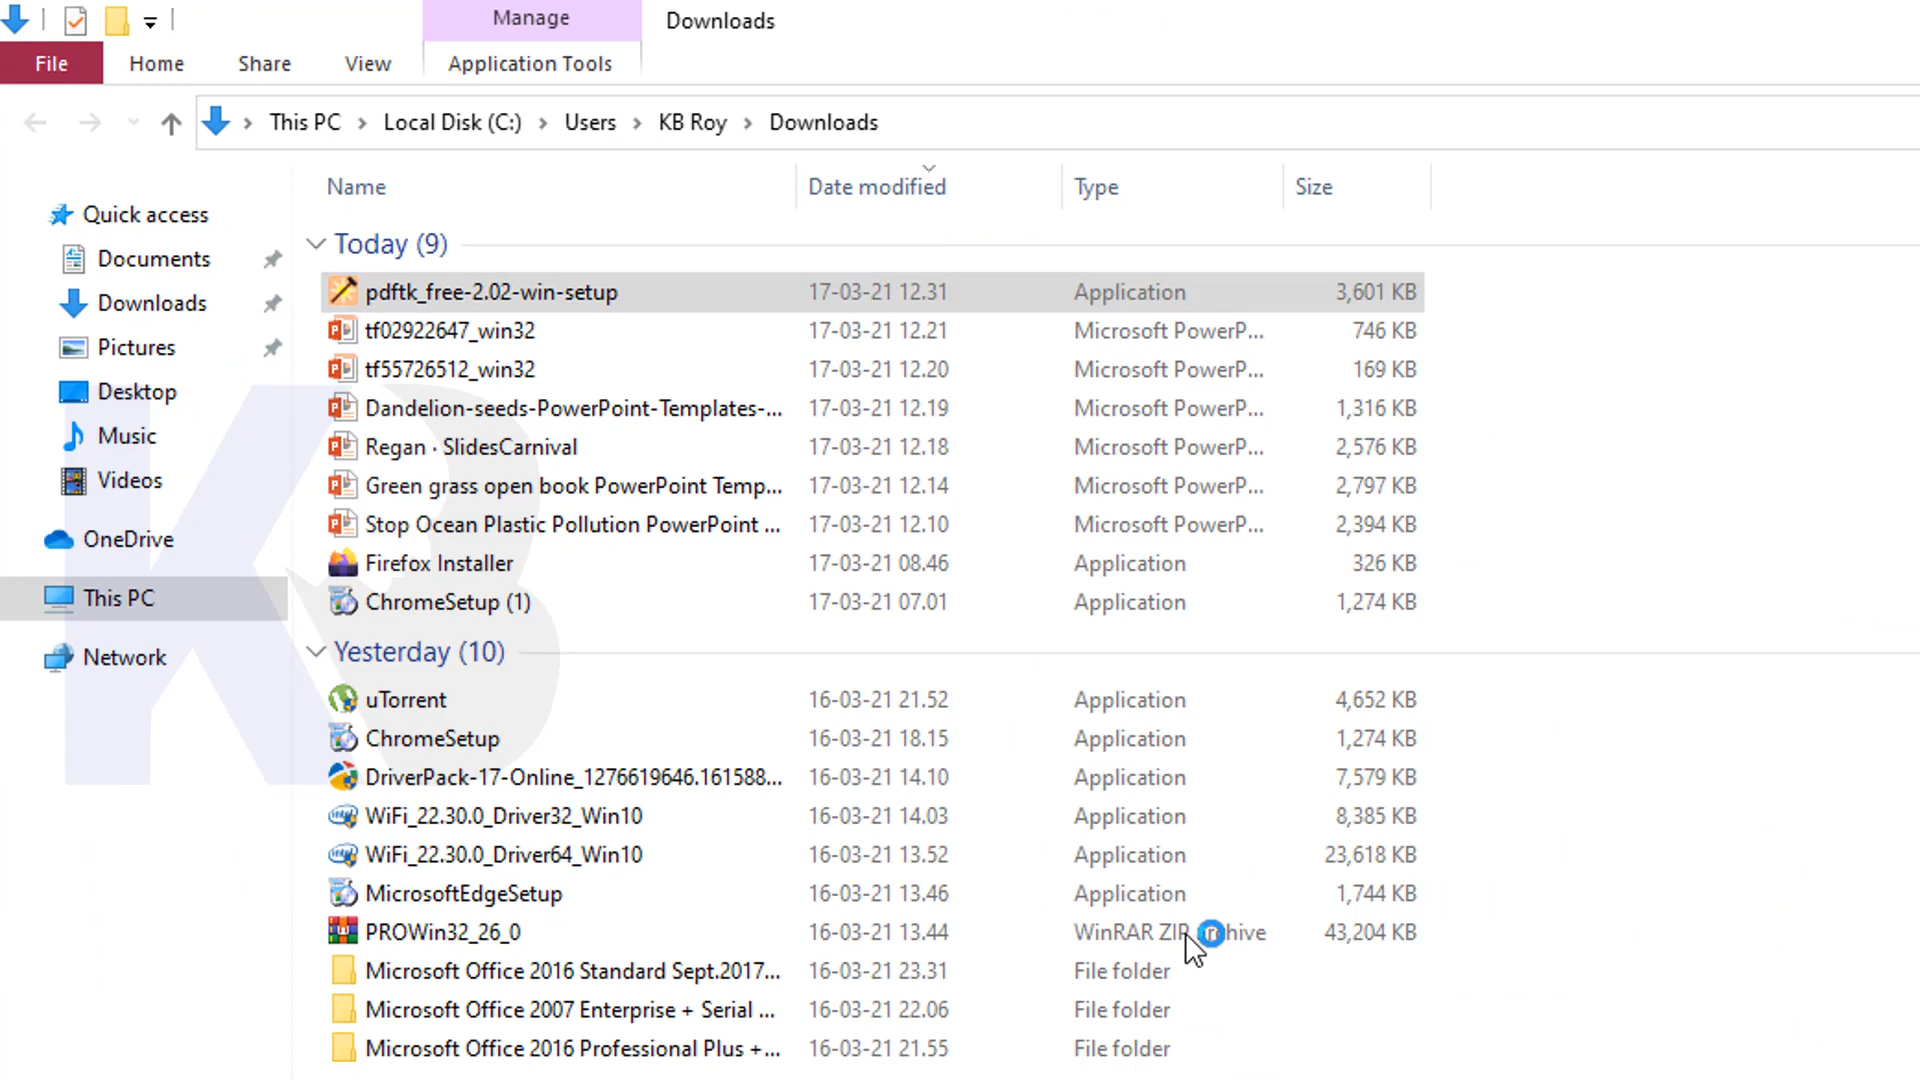 Manage
Downloads
File
Home
Share
View
Application Tools
This PC
Local Disk (C:)
Users
KB Roy
Downloads
Name
Date modified
Type
Size
Quick access
Documents
Downloads
Pictures
Desktop
Music
Videos
OneDrive
This PC
Network
Today (9)
pdftk_free-2.02-win-setup 17-03-21 12.31 Application 3,601 KB
tf02922647_win32 17-03-21 12.21 Microsoft PowerP... 746 KB
tf55726512_win32 17-03-21 12.20 Microsoft PowerP... 169 KB
Dandelion-seeds-PowerPoint-Templates-... 17-03-21 12.19 Microsoft PowerP... 1,316 KB
Regan · SlidesCarnival 17-03-21 12.18 Microsoft PowerP... 2,576 KB
Green grass open book PowerPoint Temp... 17-03-21 12.14 Microsoft PowerP... 2,797 KB
Stop Ocean Plastic Pollution PowerPoint ... 17-03-21 12.10 Microsoft PowerP... 2,394 KB
Firefox Installer 17-03-21 08.46 Application 326 KB
ChromeSetup (1) 17-03-21 07.01 Application 1,274 KB
Yesterday (10)
uTorrent 16-03-21 21.52 Application 4,652 KB
ChromeSetup 16-03-21 18.15 Application 1,274 KB
DriverPack-17-Online_1276619646.161588... 16-03-21 14.10 Application 7,579 KB
WiFi_22.30.0_Driver32_Win10 16-03-21 14.03 Application 8,385 KB
WiFi_22.30.0_Driver64_Win10 16-03-21 13.52 Application 23,618 KB
MicrosoftEdgeSetup 16-03-21 13.46 Application 1,744 KB
PROWin32_26_0 16-03-21 13.44 WinRAR ZIP archive 43,204 KB
Microsoft Office 2016 Standard Sept.2017... 16-03-21 23.31 File folder
Microsoft Office 2007 Enterprise + Serial ... 16-03-21 22.06 File folder
Microsoft Office 2016 Professional Plus +... 16-03-21 21.55 File folder
KB